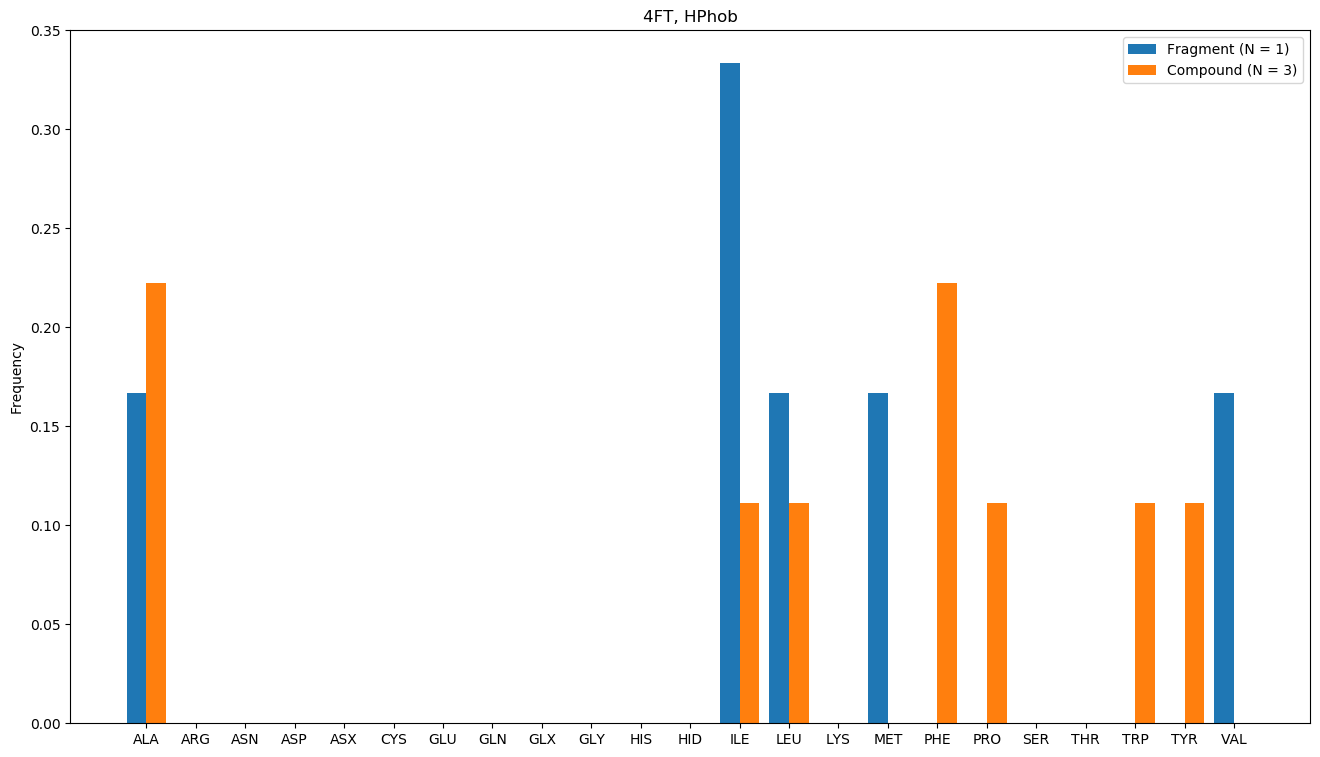 4FT, HPhob
Fragment (N = 1)
Compound (N = 3)
Frequency
0.35
0.30
0.25
0.20
0.15
0.10
0.05
0.00
ALA ARG ASN ASP ASX CYS GLU GLN GLX GLY HIS HID ILE LEU LYS MET PHE PRO SER THR TRP TYR VAL